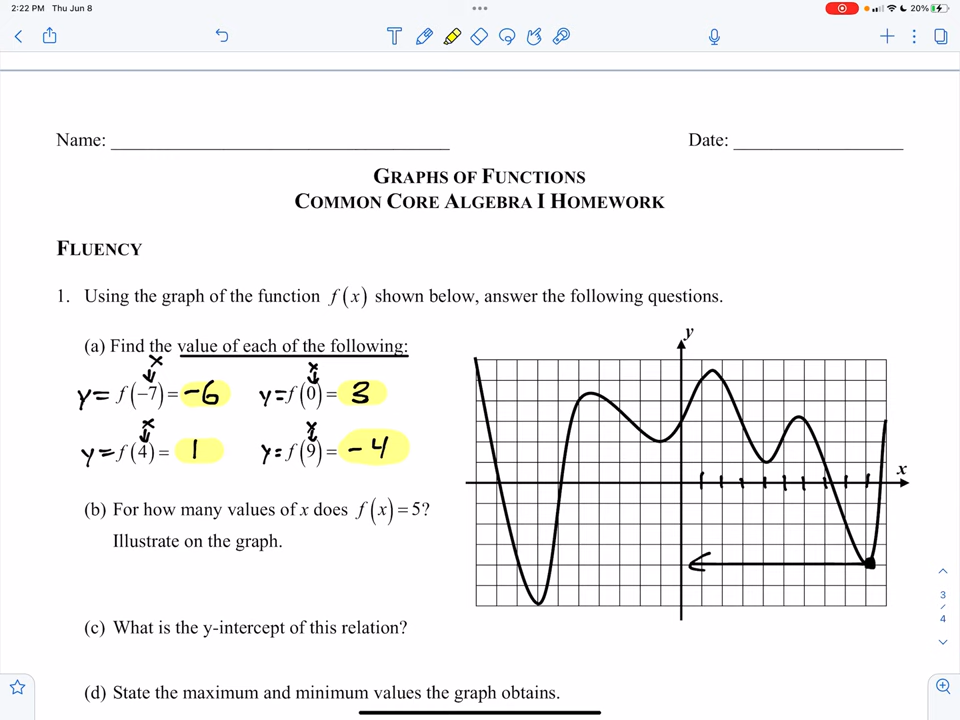 2:22 PM Thu Jun 8
20%
Name:
Date:
GRAPHS OF FUNCTIONS
COMMON CORE ALGEBRA I HOMEWORK
FLUENCY
1. Using the graph of the function f(x) shown below, answer the following questions.
(a) Find the value of each of the following:
x x
y = f(-7) = -6 y = f(0) = 3
x x
y = f(4) = 1 y = f(9) = -4
(b) For how many values of x does f(x) = 5?
Illustrate on the graph.
(c) What is the y-intercept of this relation?
(d) State the maximum and minimum values the graph obtains.
y
x
3
/
4